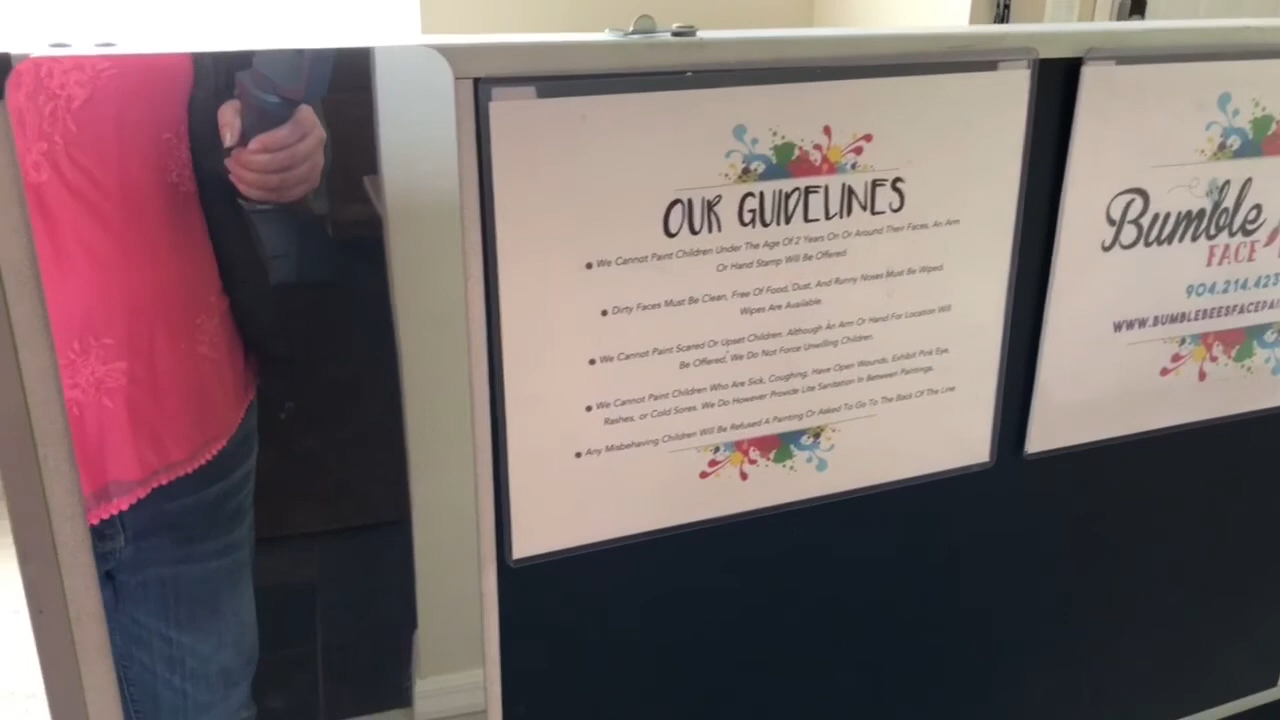 OUR GUIDELINES
● We Cannot Paint Children Under The Age Of 2 Years On Or Around Their Faces, An Arm
Or Hand Stamp Will Be Offered.
● Dirty Faces Must Be Clean, Free Of Food, Dust, And Runny Noses Must Be Wiped.
Wipes Are Available.
● We Cannot Paint Scared Or Upset Children. Although An Arm Or Hand For Location Will
Be Offered, We Do Not Force Unwilling Children.
● We Cannot Paint Children Who Are Sick, Coughing, Have Open Wounds, Exhibit Pink Eye,
Rashes, or Cold Sores. We Do However Provide Lite Sanitation In Between Paintings.
● Any Misbehaving Children Will Be Refused A Painting Or Asked To Go To The Back Of The Line
Bumble
FACE
904.214.423
WWW.BUMBLEBEESFACEPA